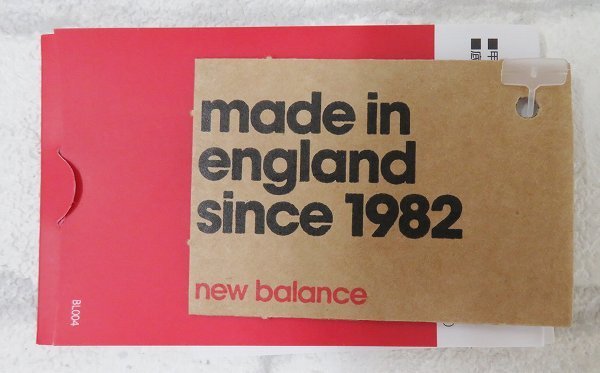 made in
england
since 1982
new balance
BL004